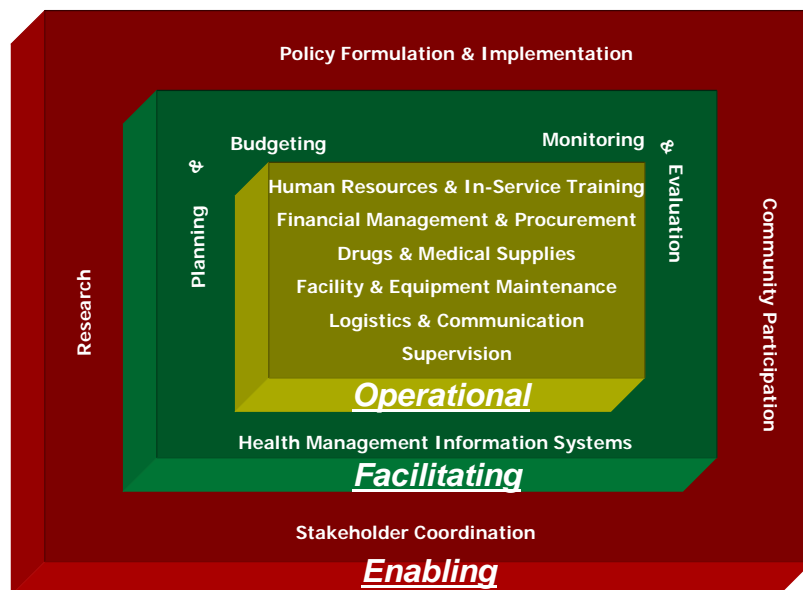 Policy Formulation & Implementation
Budgeting
Monitoring
& Evaluation
Planning &
Human Resources & In-Service Training
Financial Management & Procurement
Drugs & Medical Supplies
Facility & Equipment Maintenance
Logistics & Communication
Supervision
Operational
Research
Community Participation
Health Management Information Systems
Facilitating
Stakeholder Coordination
Enabling